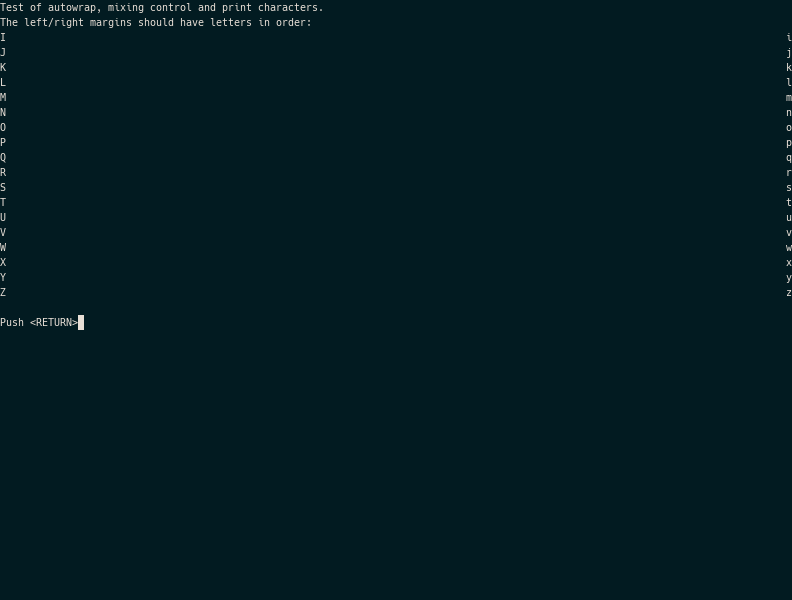 Test of autowrap, mixing control and print characters.
The left/right margins should have letters in order:
I i
J j
K k
L l
M m
N n
O o
P p
Q q
R r
S s
T t
U u
V v
W w
X x
Y y
Z z
Push <RETURN>